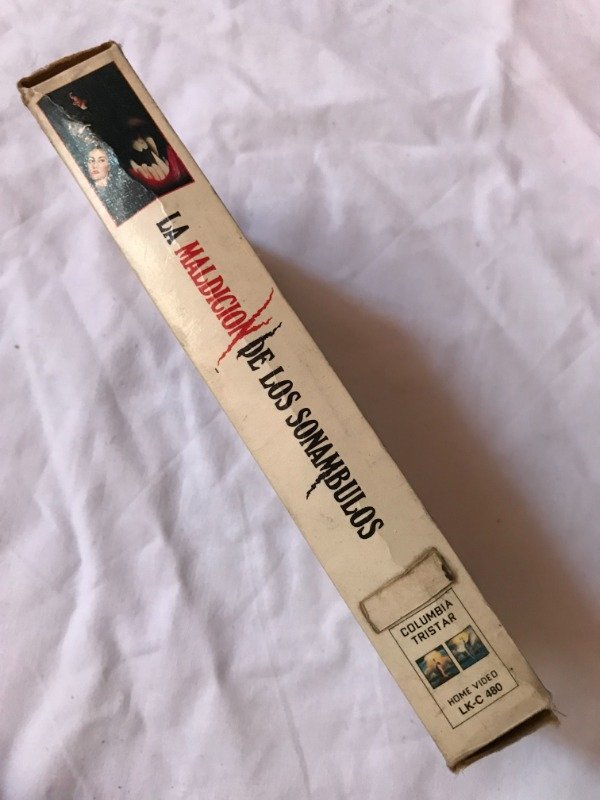 LA MALDICION DE LOS SONAMBULOS
COLUMBIA
TRISTAR
HOME VIDEO
LK-C 480